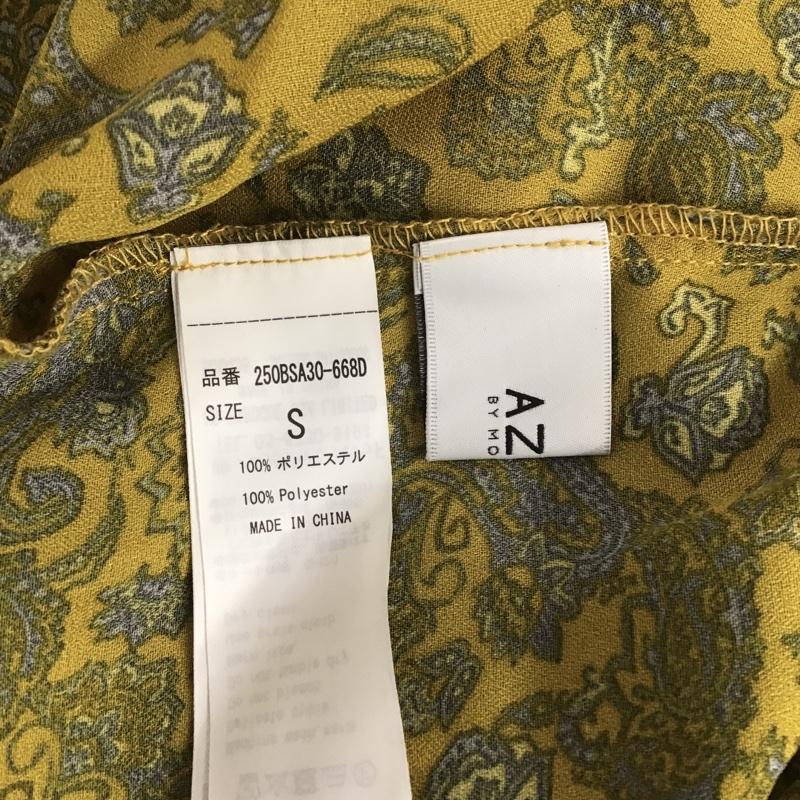 品番 250BSA30-668D
SIZE S
100% ポリエステル
100% Polyester
MADE IN CHINA
AZ
BY MO